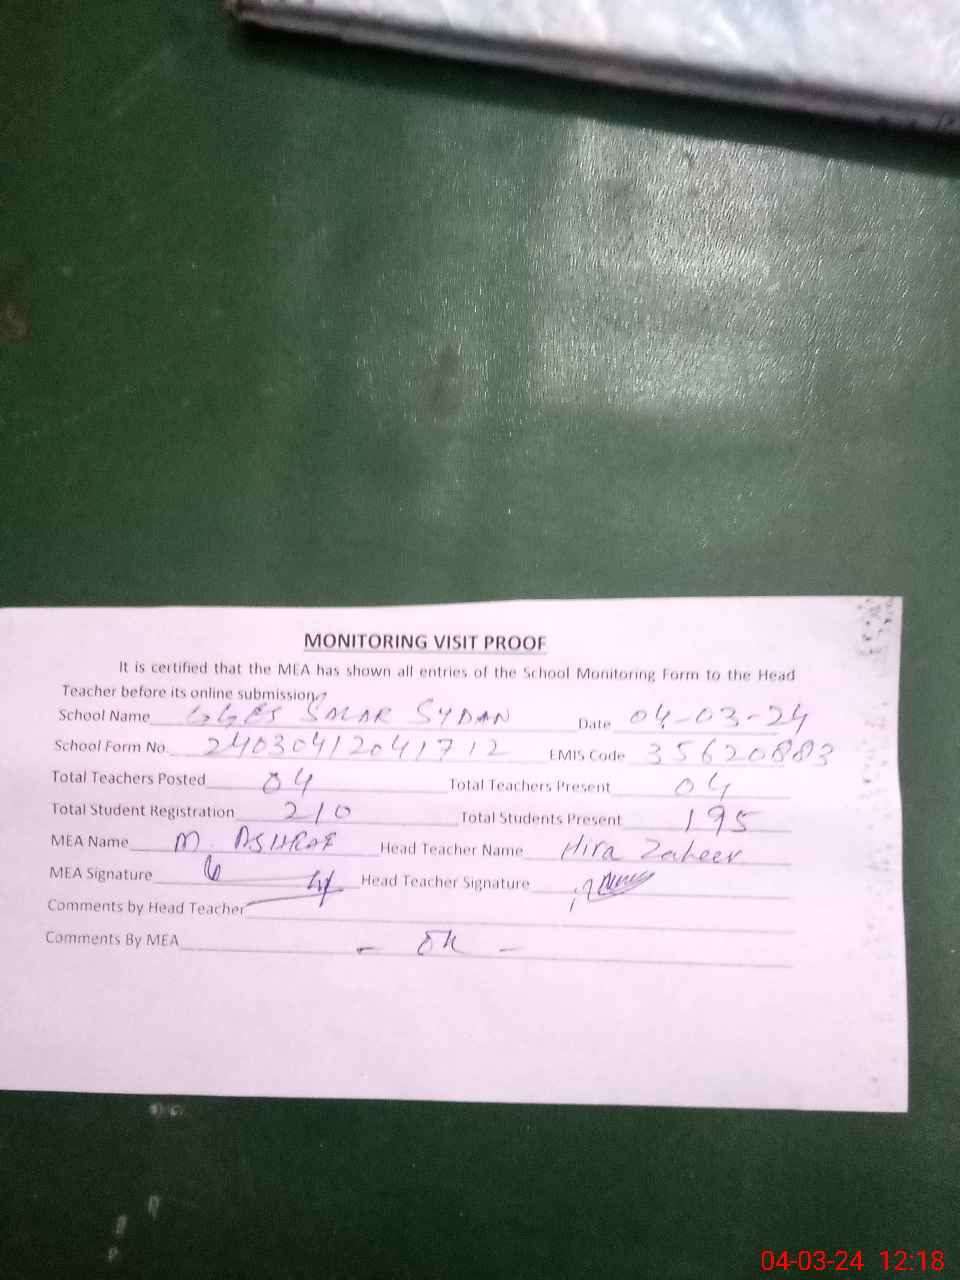 MONITORING VISIT PROOF
It is certified that the MEA has shown all entries of the School Monitoring Form to the Head
Teacher before its online submission
School Name GGES SALAR SYDAN Date 04-03-24
School Form No. 2403041204 1712 EMIS Code 35620883
Total Teachers Posted 04 Total Teachers Present 04
Total Student Registration 210 Total Students Present 195
MEA Name M. ASHRAF Head Teacher Name Hira Zaheer
MEA Signature Head Teacher Signature
Comments by Head Teacher
Comments By MEA - OK -
04-03-24 12:18